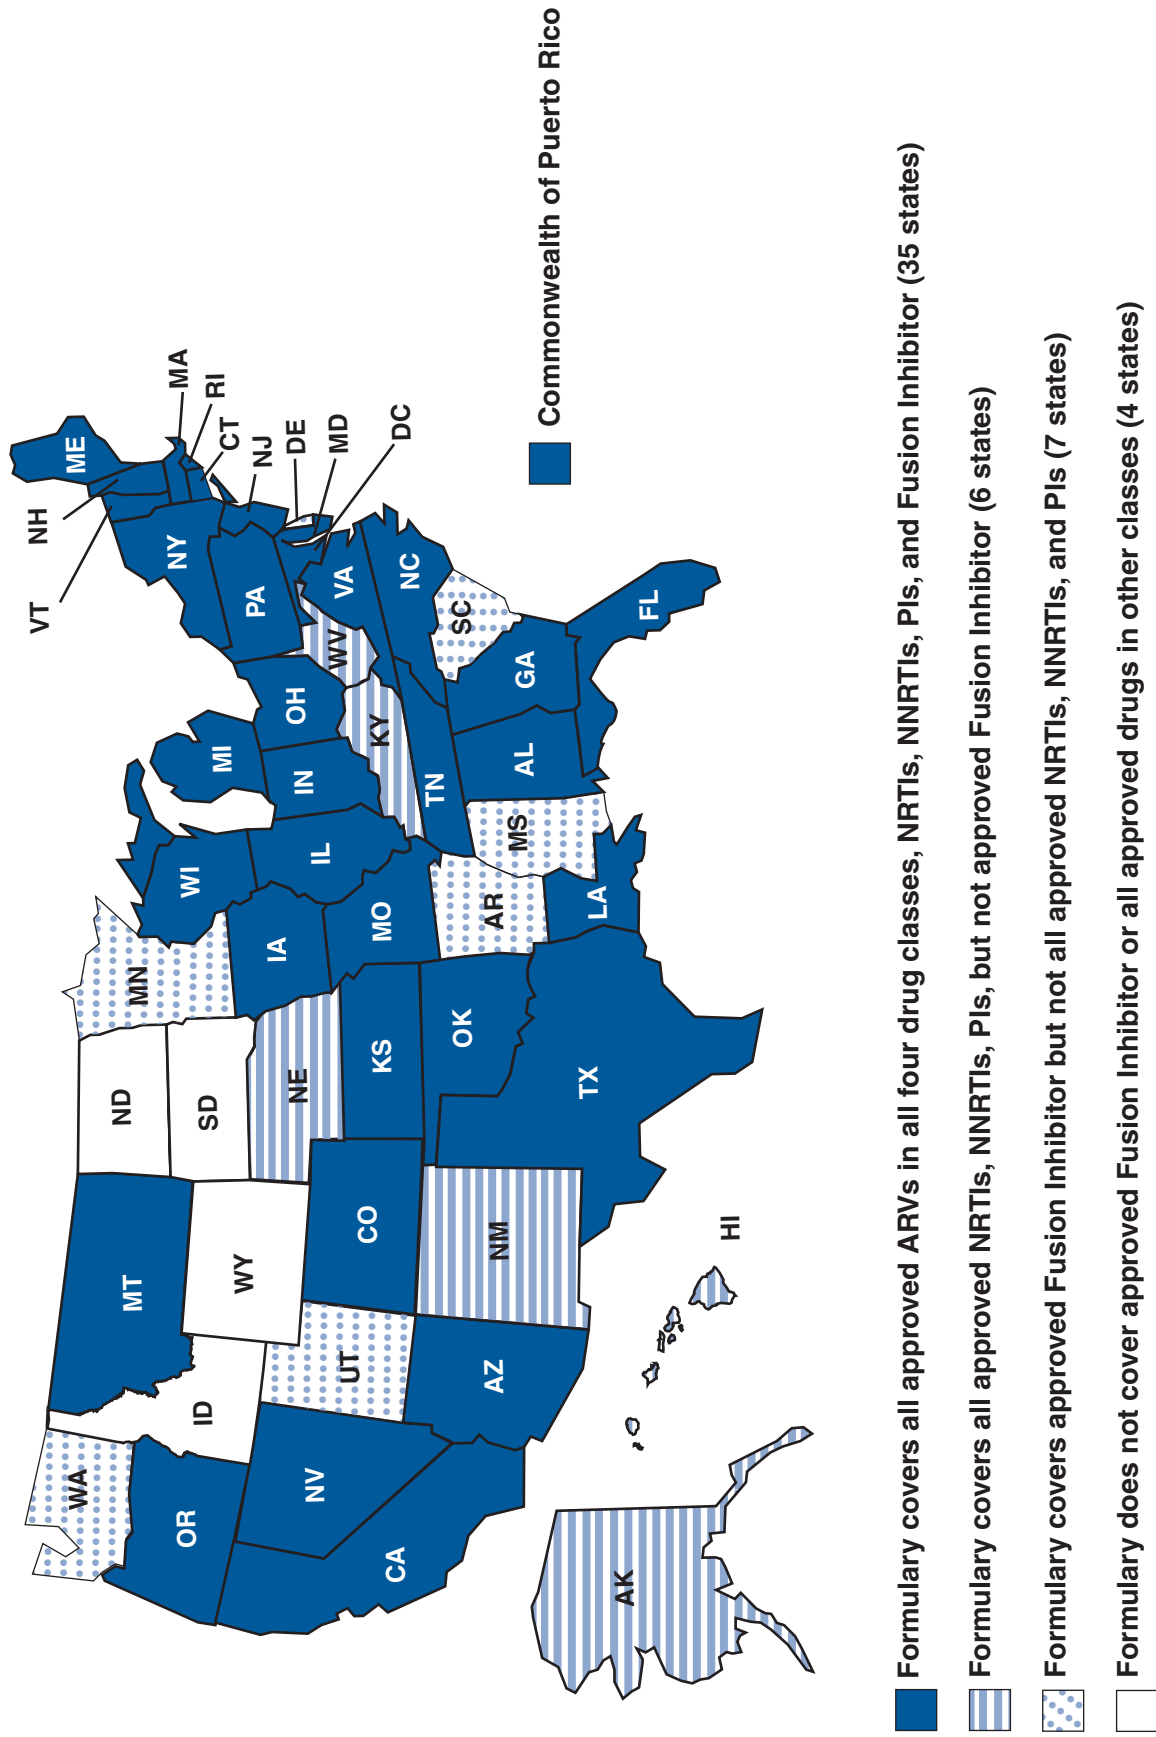 WA
OR
CA
NV
ID
MT
WY
UT
AZ
CO
NM
ND
SD
NE
KS
OK
TX
MN
IA
MO
AR
LA
WI
IL
MI
IN
OH
KY
TN
MS
AL
GA
FL
SC
NC
VA
WV
PA
NY
VT
NH
ME
MA
RI
CT
NJ
DE
MD
DC
AK
HI
Commonwealth of Puerto Rico
Formulary covers all approved ARVs in all four drug classes, NRTIs, NNRTIs, PIs, and Fusion Inhibitor (35 states)
Formulary covers all approved NRTIs, NNRTIs, PIs, but not approved Fusion Inhibitor (6 states)
Formulary covers approved Fusion Inhibitor but not all approved NRTIs, NNRTIs, and PIs (7 states)
Formulary does not cover approved Fusion Inhibitor or all approved drugs in other classes (4 states)